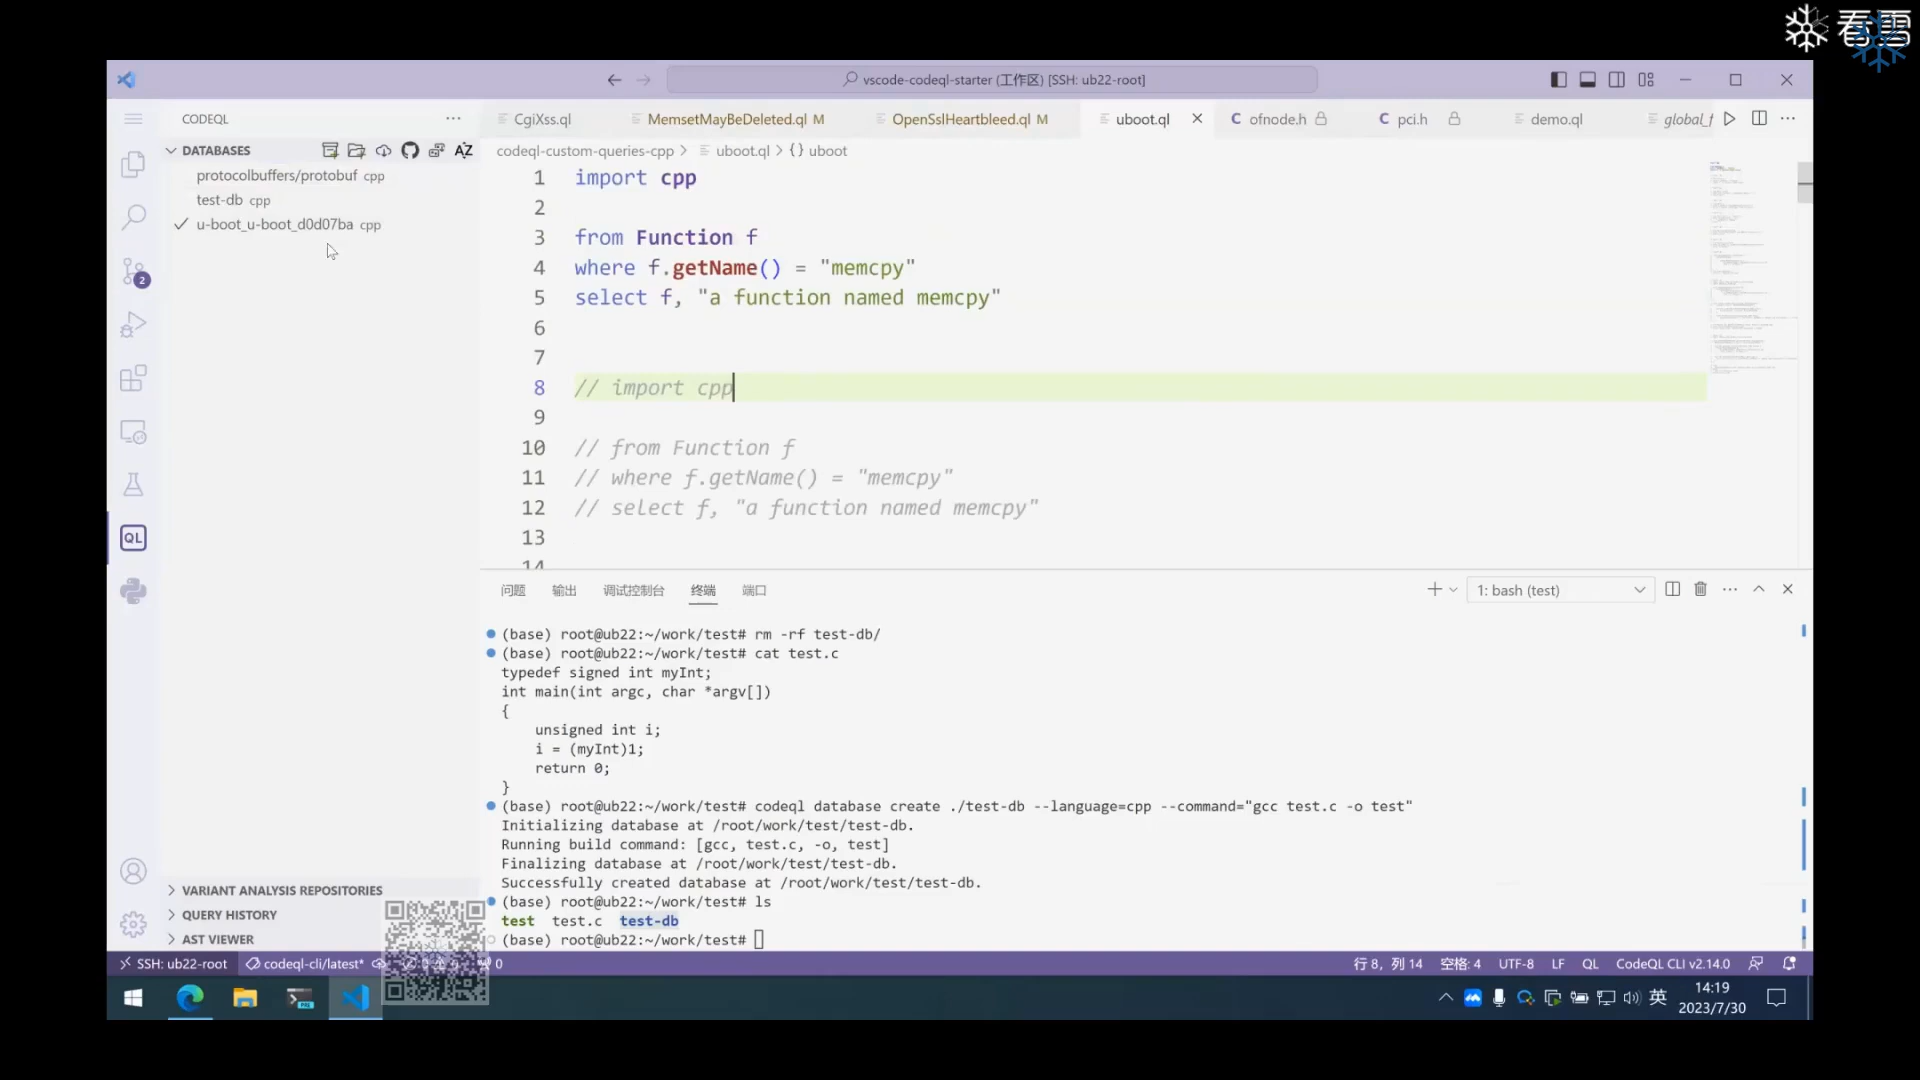 看雪
vscode-codeql-starter (工作区) [SSH: ub22-root]
CODEQL
CgiXss.ql
MemsetMayBeDeleted.ql M
OpenSslHeartbleed.ql M
uboot.ql
C ofnode.h
C pci.h
demo.ql
global_f
DATABASES
codeql-custom-queries-cpp > uboot.ql > {} uboot
protocolbuffers/protobuf cpp
test-db cpp
u-boot_u-boot_d0d07ba cpp
1 import cpp
2
3 from Function f
4 where f.getName() = "memcpy"
5 select f, "a function named memcpy"
6
7
8 // import cpp
9
10 // from Function f
11 // where f.getName() = "memcpy"
12 // select f, "a function named memcpy"
13
14
2
QL
问题 输出 调试控制台 终端 端口
1: bash (test)
(base) root@ub22:~/work/test# rm -rf test-db/
(base) root@ub22:~/work/test# cat test.c
typedef signed int myInt;
int main(int argc, char *argv[])
{
unsigned int i;
i = (myInt)1;
return 0;
}
(base) root@ub22:~/work/test# codeql database create ./test-db --language=cpp --command="gcc test.c -o test"
Initializing database at /root/work/test/test-db.
Running build command: [gcc, test.c, -o, test]
Finalizing database at /root/work/test/test-db.
Successfully created database at /root/work/test/test-db.
(base) root@ub22:~/work/test# ls
test test.c test-db
(base) root@ub22:~/work/test#
VARIANT ANALYSIS REPOSITORIES
QUERY HISTORY
AST VIEWER
SSH: ub22-root
codeql-cli/latest*
0
行 8，列 14
空格: 4
UTF-8
LF
QL
CodeQL CLI v2.14.0
英
14:19
2023/7/30